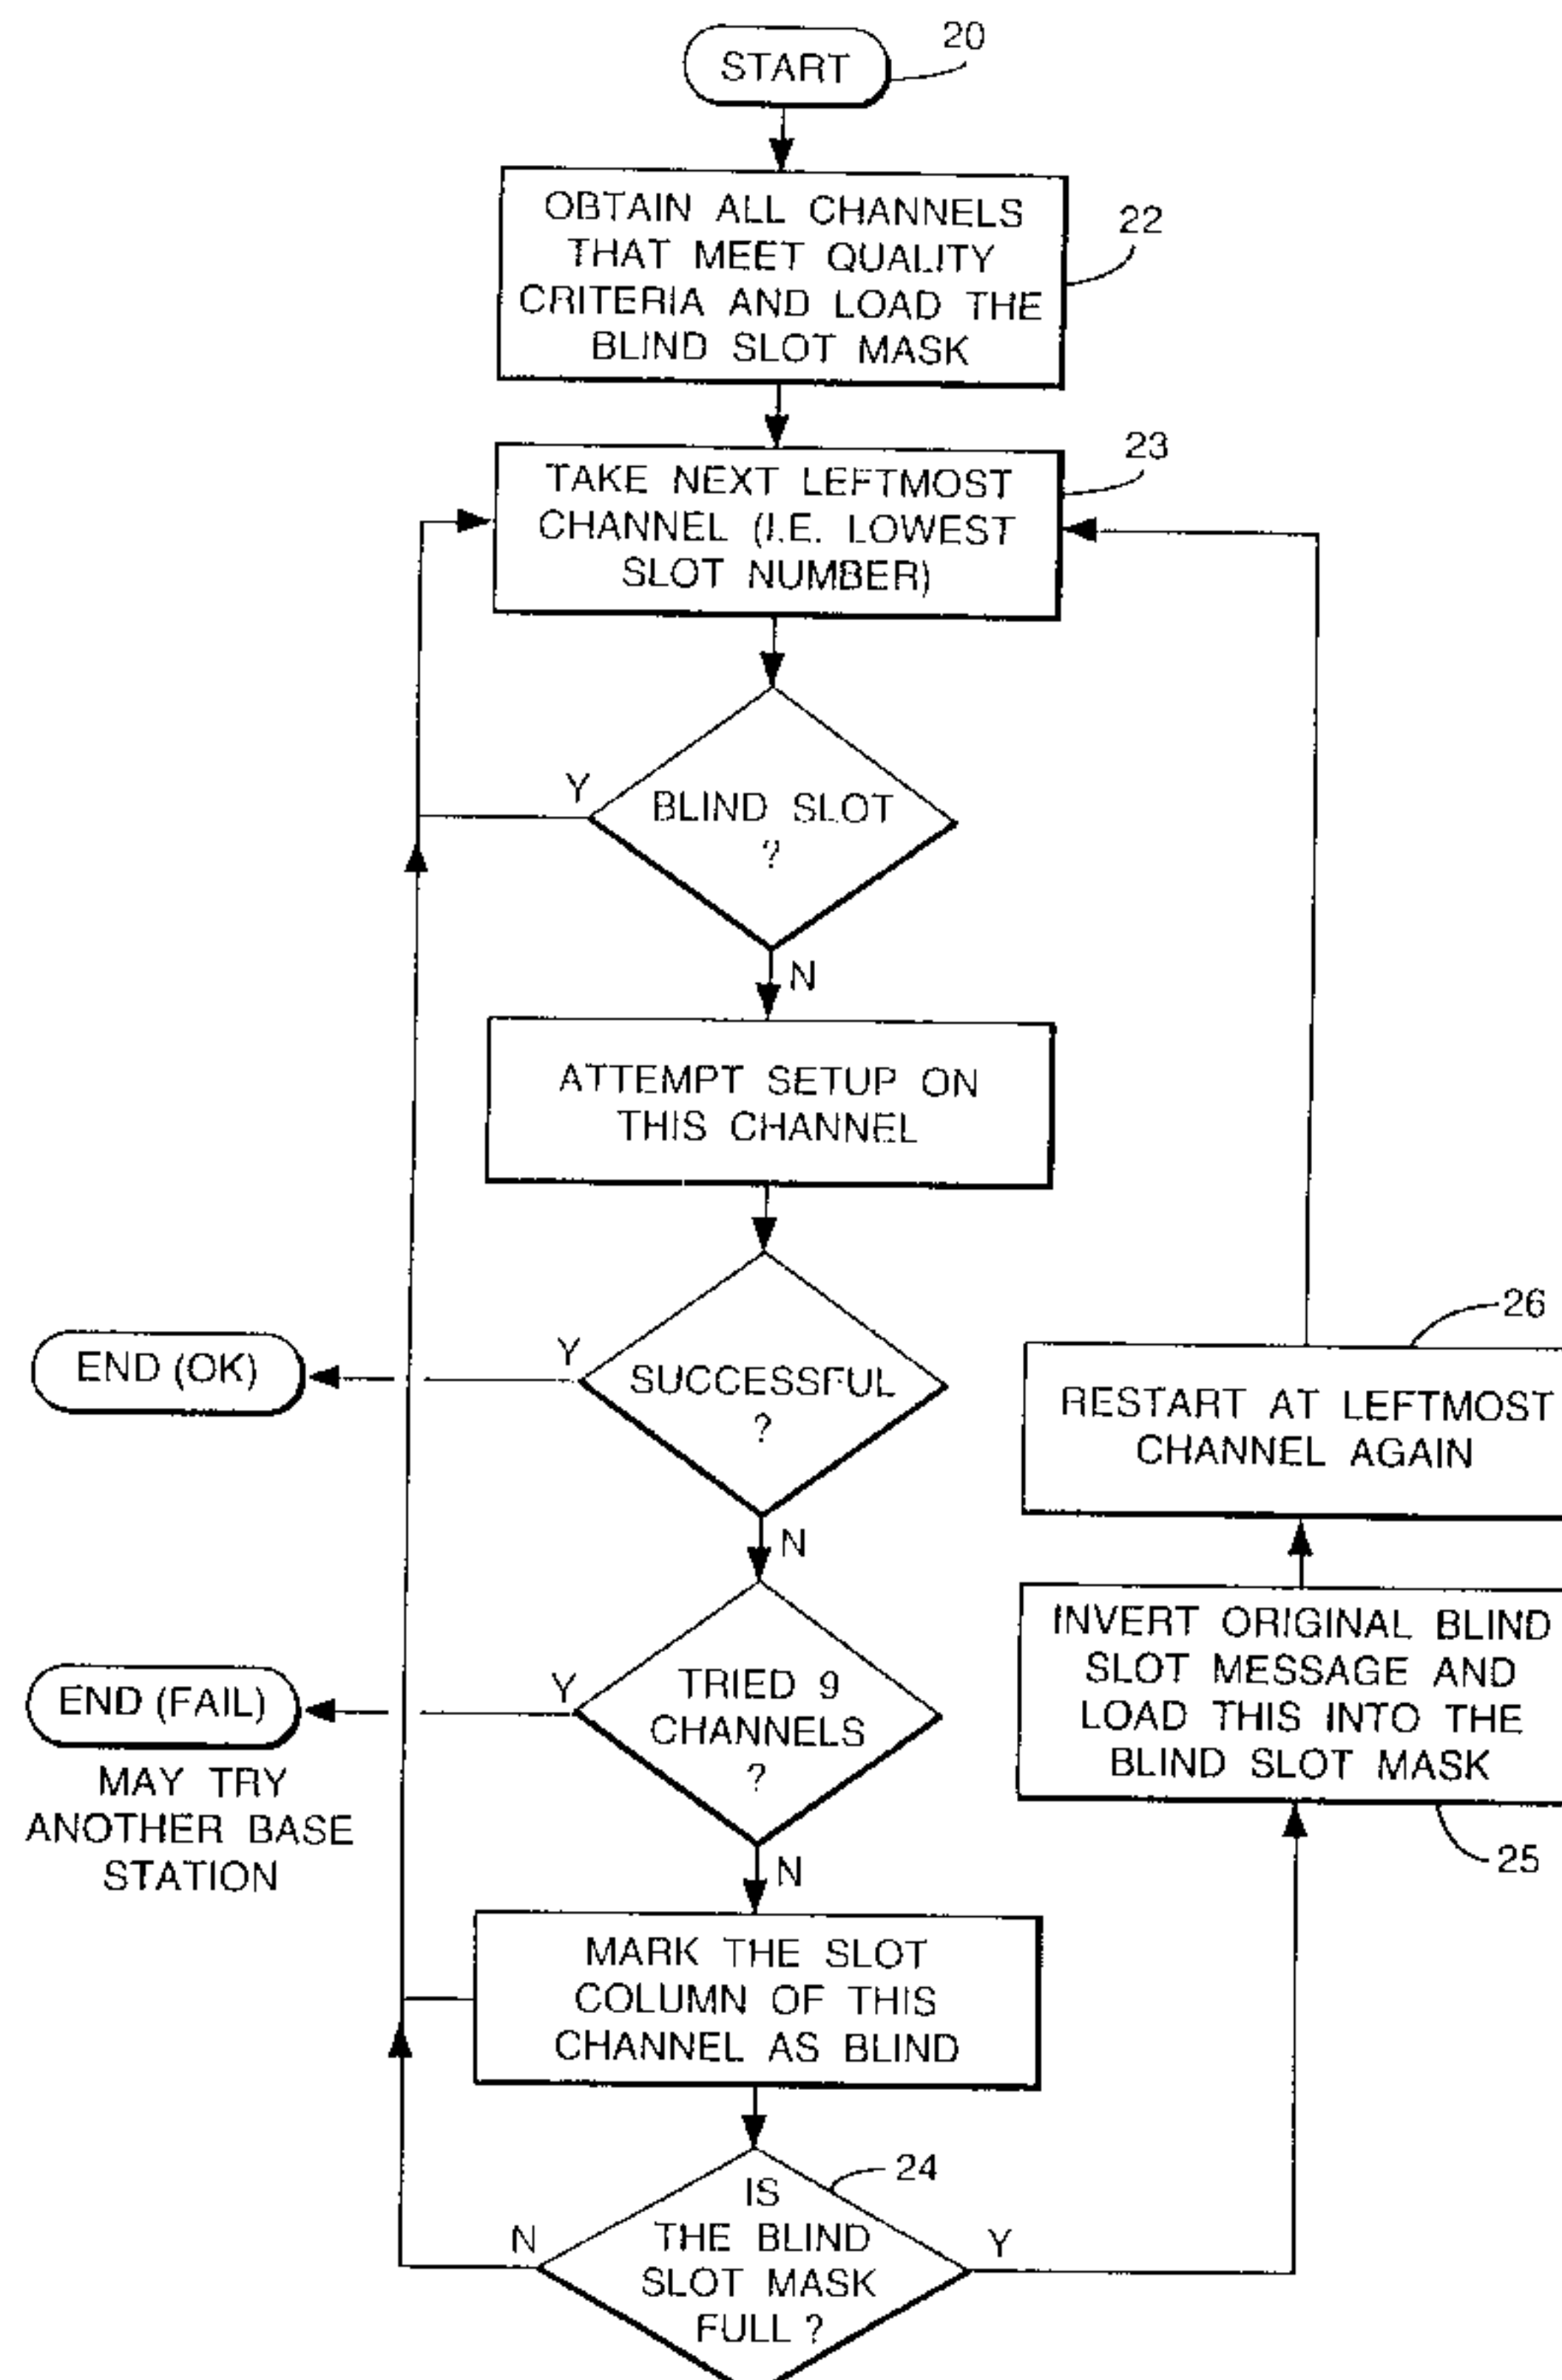 START
20
OBTAIN ALL CHANNELS
THAT MEET QUALITY
CRITERIA AND LOAD THE
BLIND SLOT MASK
22
TAKE NEXT LEFTMOST
CHANNEL (I.E. LOWEST
SLOT NUMBER)
23
Y
BLIND SLOT
?
N
ATTEMPT SETUP ON
THIS CHANNEL
END (OK)
Y
SUCCESSFUL
?
N
26
RESTART AT LEFTMOST
CHANNEL AGAIN
INVERT ORIGINAL BLIND
SLOT MESSAGE AND
LOAD THIS INTO THE
BLIND SLOT MASK
25
END (FAIL)
MAY TRY
ANOTHER BASE
STATION
Y
TRIED 9
CHANNELS
?
N
MARK THE SLOT
COLUMN OF THIS
CHANNEL AS BLIND
24
N
IS
THE BLIND
SLOT MASK
FULL ?
Y